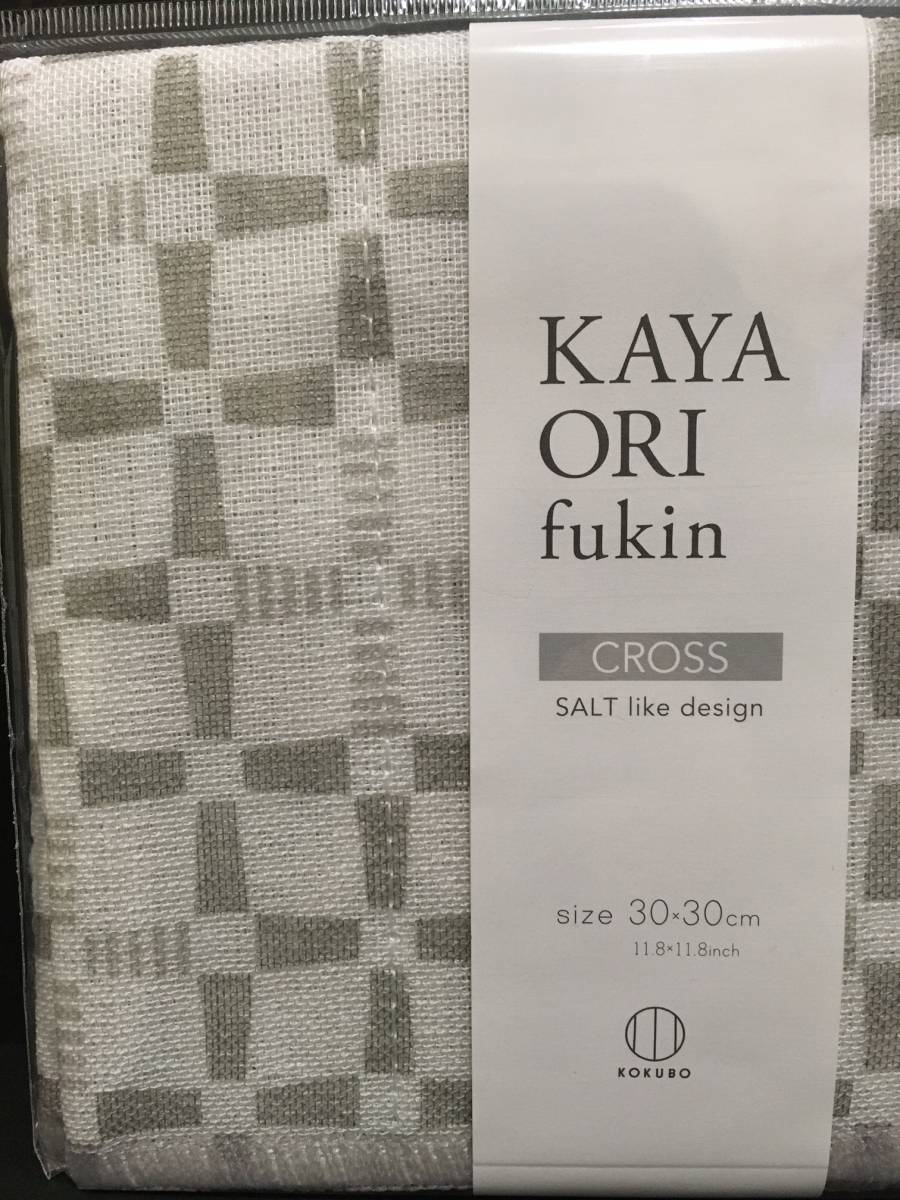 KAYA
ORI
fukin
CROSS
SALT like design
size 30×30cm
11.8×11.8inch
KOKUBO